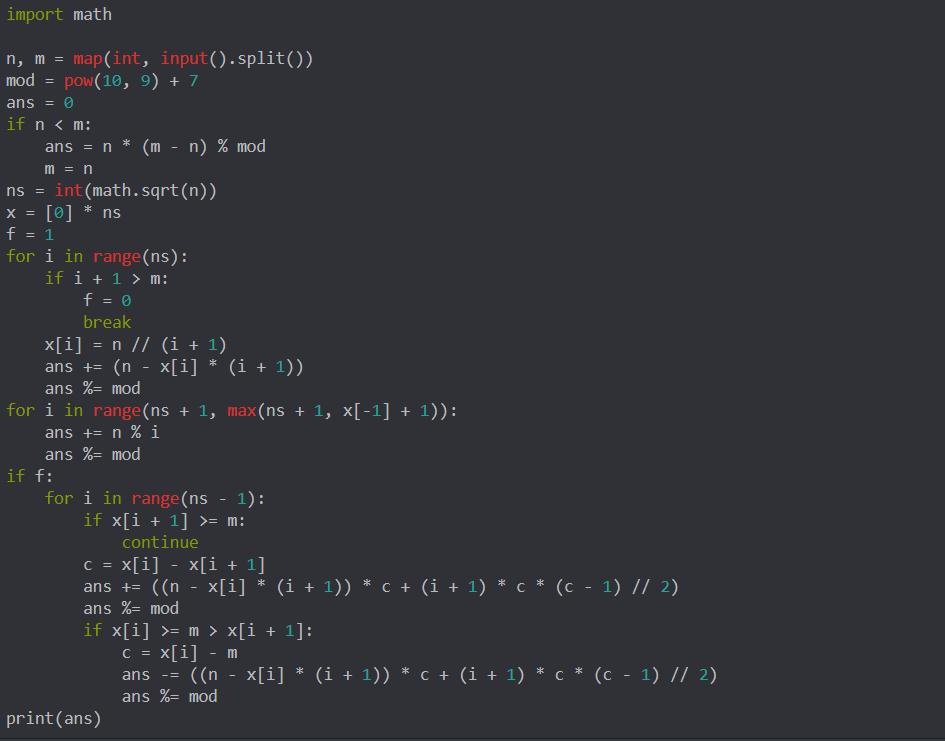 import math

n, m = map(int, input().split())
mod = pow(10, 9) + 7
ans = 0
if n < m:
    ans = n * (m - n) % mod
    m = n
ns = int(math.sqrt(n))
x = [0] * ns
f = 1
for i in range(ns):
    if i + 1 > m:
        f = 0
        break
    x[i] = n // (i + 1)
    ans += (n - x[i] * (i + 1))
    ans %= mod
for i in range(ns + 1, max(ns + 1, x[-1] + 1)):
    ans += n % i
    ans %= mod
if f:
    for i in range(ns - 1):
        if x[i + 1] >= m:
            continue
        c = x[i] - x[i + 1]
        ans += ((n - x[i] * (i + 1)) * c + (i + 1) * c * (c - 1) // 2)
        ans %= mod
        if x[i] >= m > x[i + 1]:
            c = x[i] - m
            ans -= ((n - x[i] * (i + 1)) * c + (i + 1) * c * (c - 1) // 2)
            ans %= mod
print(ans)